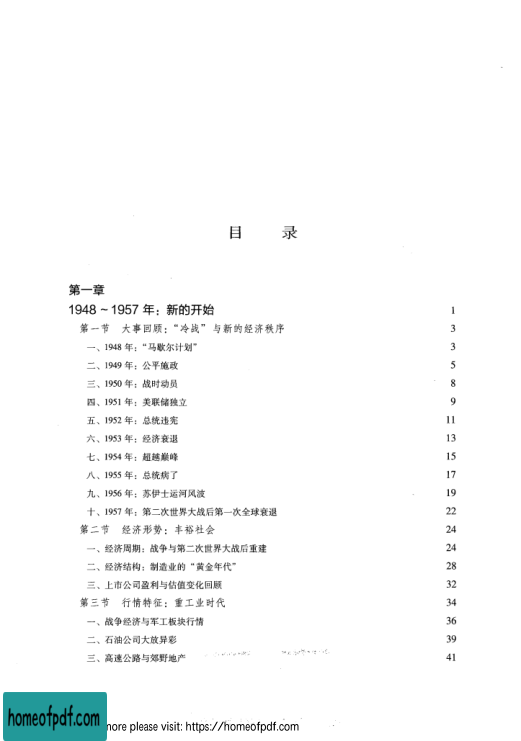 目 录
第一章
1948～1957 年：新的开始 1
第一节 大事回顾：“冷战”与新的经济秩序 3
一、1948 年：“马歇尔计划” 3
二、1949 年：公平施政 5
三、1950 年：战时动员 8
四、1951 年：美联储独立 9
五、1952 年：总统违宪 11
六、1953 年：经济衰退 13
七、1954 年：超越巅峰 15
八、1955 年：总统病了 17
九、1956 年：苏伊士运河风波 19
十、1957 年：第二次世界大战后第一次全球衰退 22
第二节 经济形势：丰裕社会 24
一、经济周期：战争与第二次世界大战后重建 24
二、经济结构：制造业的“黄金年代” 28
三、上市公司盈利与估值变化回顾 32
第三节 行情特征：重工业时代 34
一、战争经济与军工板块行情 36
二、石油公司大放异彩 39
三、高速公路与郊野地产 41
homeofpdf.com
more please visit: https://homeofpdf.com